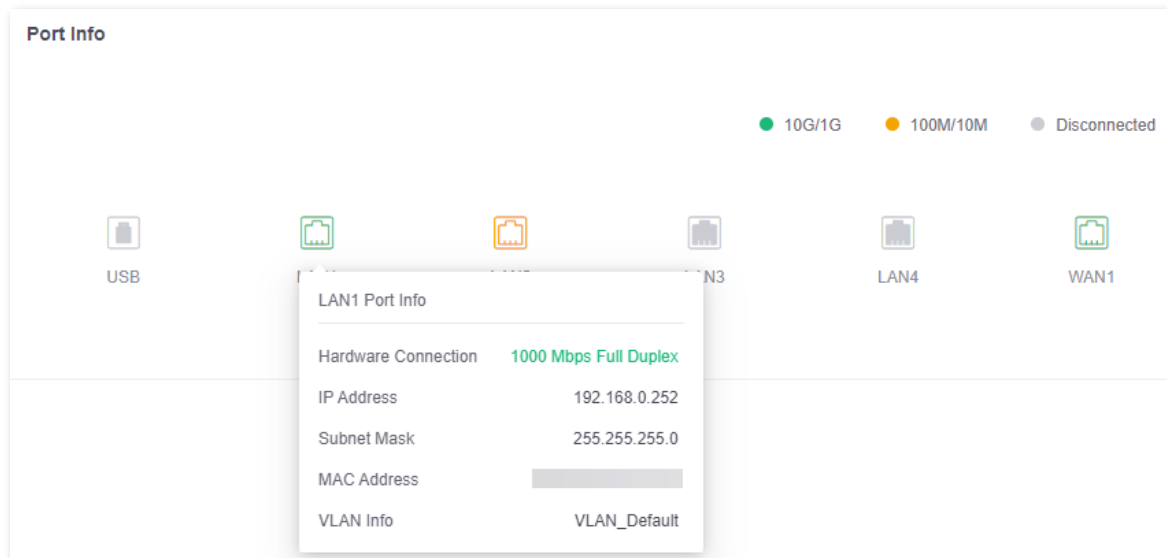 Port Info
10G/1G 100M/10M Disconnected
USB N3 LAN4 WAN1
LAN1 Port Info
Hardware Connection 1000 Mbps Full Duplex
IP Address 192.168.0.252
Subnet Mask 255.255.255.0
MAC Address
VLAN Info VLAN_Default